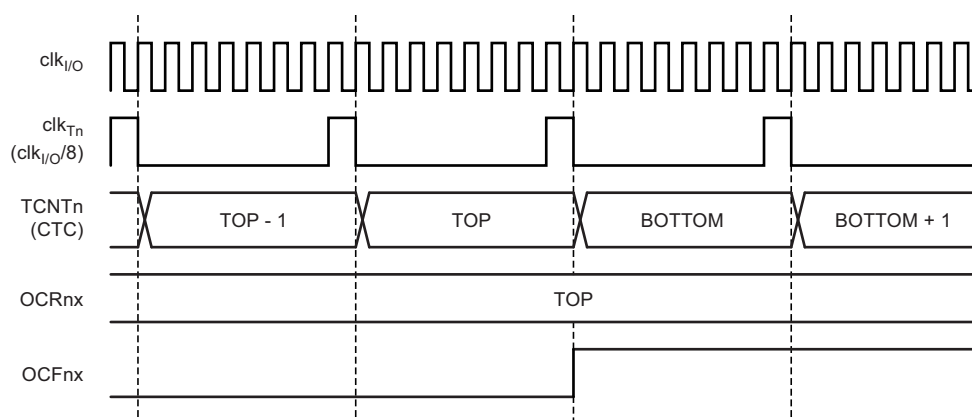 clkI/O
clkTn
(clkI/O/8)
TCNTn
(CTC)
TOP - 1
TOP
BOTTOM
BOTTOM + 1
OCRnx
TOP
OCFnx